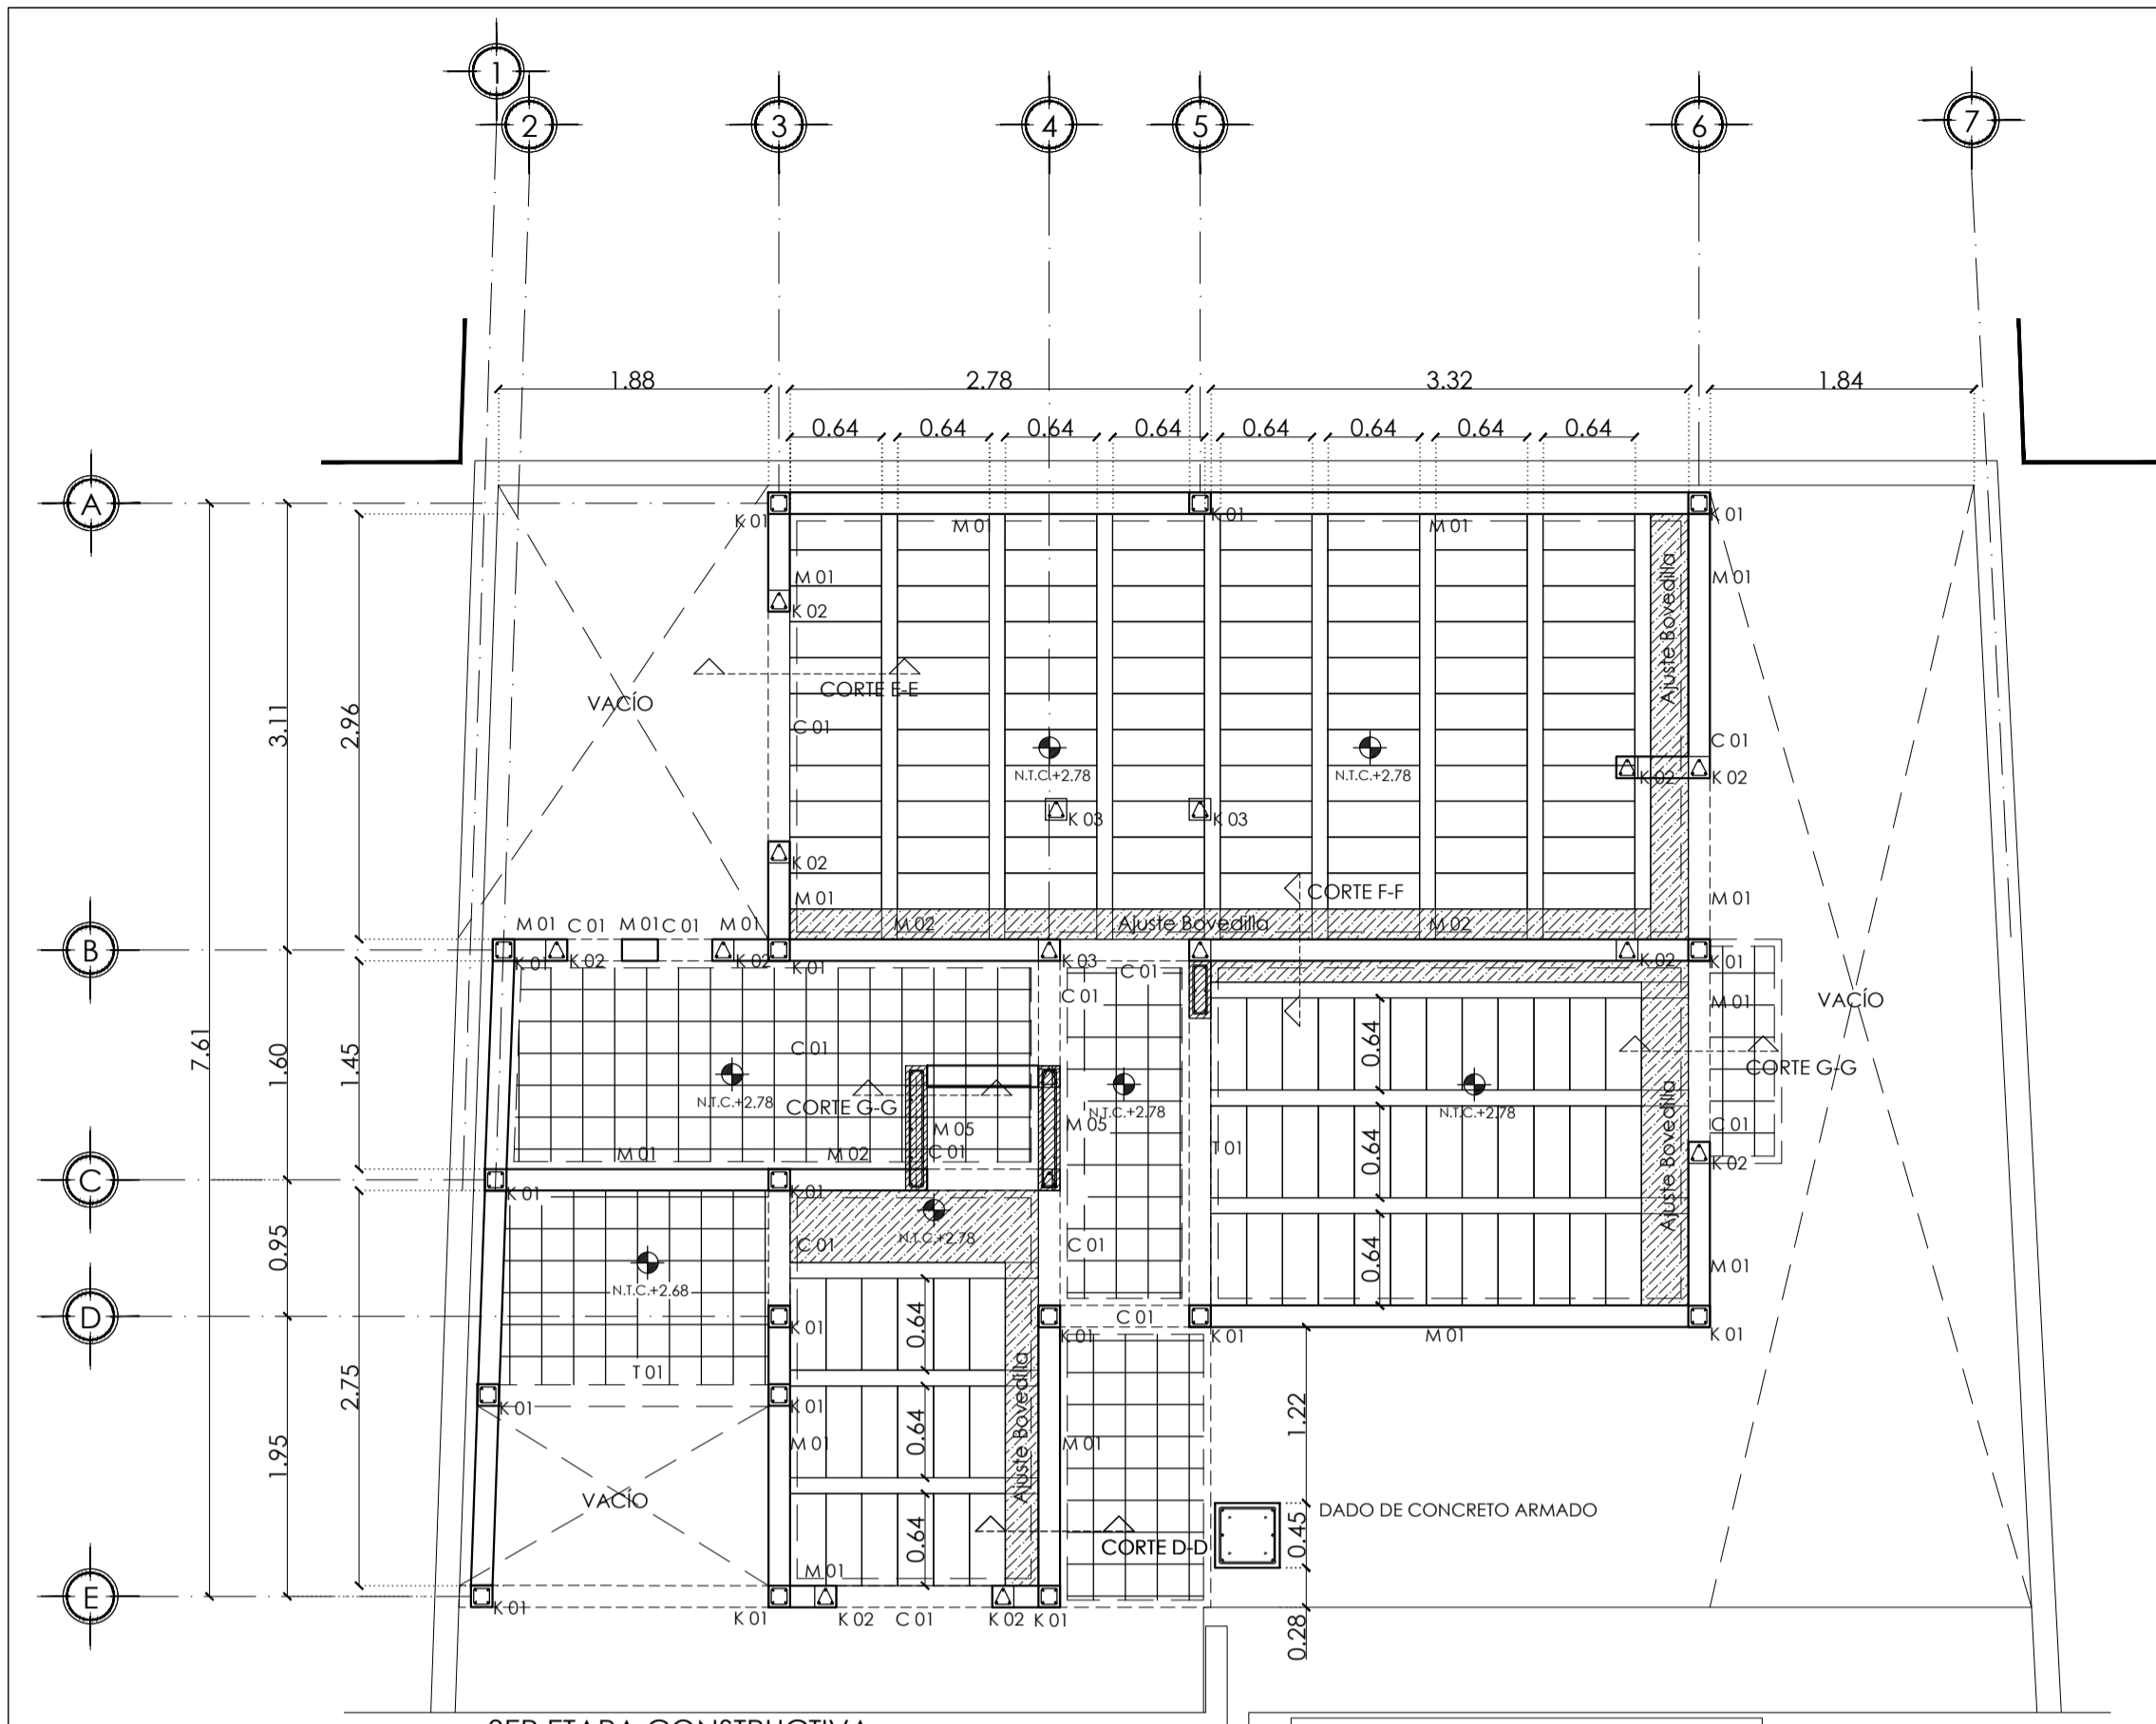 1
2
3
4
5
6
7
1.88
2.78
3.32
1.84
0.64
0.64
0.64
0.64
0.64
0.64
0.64
0.64
A
K 01
M 01
K 01
M 01
K 01
M 01
M 01
K 02
Ajuste Bovedilla
CORTE E-E
VACÍO
3.11
2.96
C 01
C 01
N.T.C.+2.78
N.T.C.+2.78
K 02
K 02
K 03
K 03
K 02
CORTE F-F
M 01
M 01
M 01
C 01
M 01
C 01
M 01
M 02
Ajuste Bovedilla
M 02
B
K 01
K 02
K 02
K 01
K 03
C 01
K 02
K 01
C 01
M 01
VACÍO
7.61
1.60
1.45
C 01
0.64
CORTE G-G
N.T.C.+2.78
CORTE G-G
N.T.C.+2.78
N.T.C.+2.78
M 05
M 05
C 01
M 01
M 02
C 01
T 01
0.64
Ajuste Bovedilla
K 02
C
K 01
K 01
0.95
C 01
N.T.C.+2.78
C 01
0.64
M 01
N.T.C.+2.68
D
K 01
K 01
C 01
K 01
M 01
K 01
0.64
T 01
2.75
K 01
K 01
Ajuste Bovedilla
1.22
1.95
M 01
0.64
M 01
VACÍO
DADO DE CONCRETO ARMADO
0.64
0.45
CORTE D-D
M 01
E
K 01
K 01
K 02
C 01
K 02
K 01
0.28